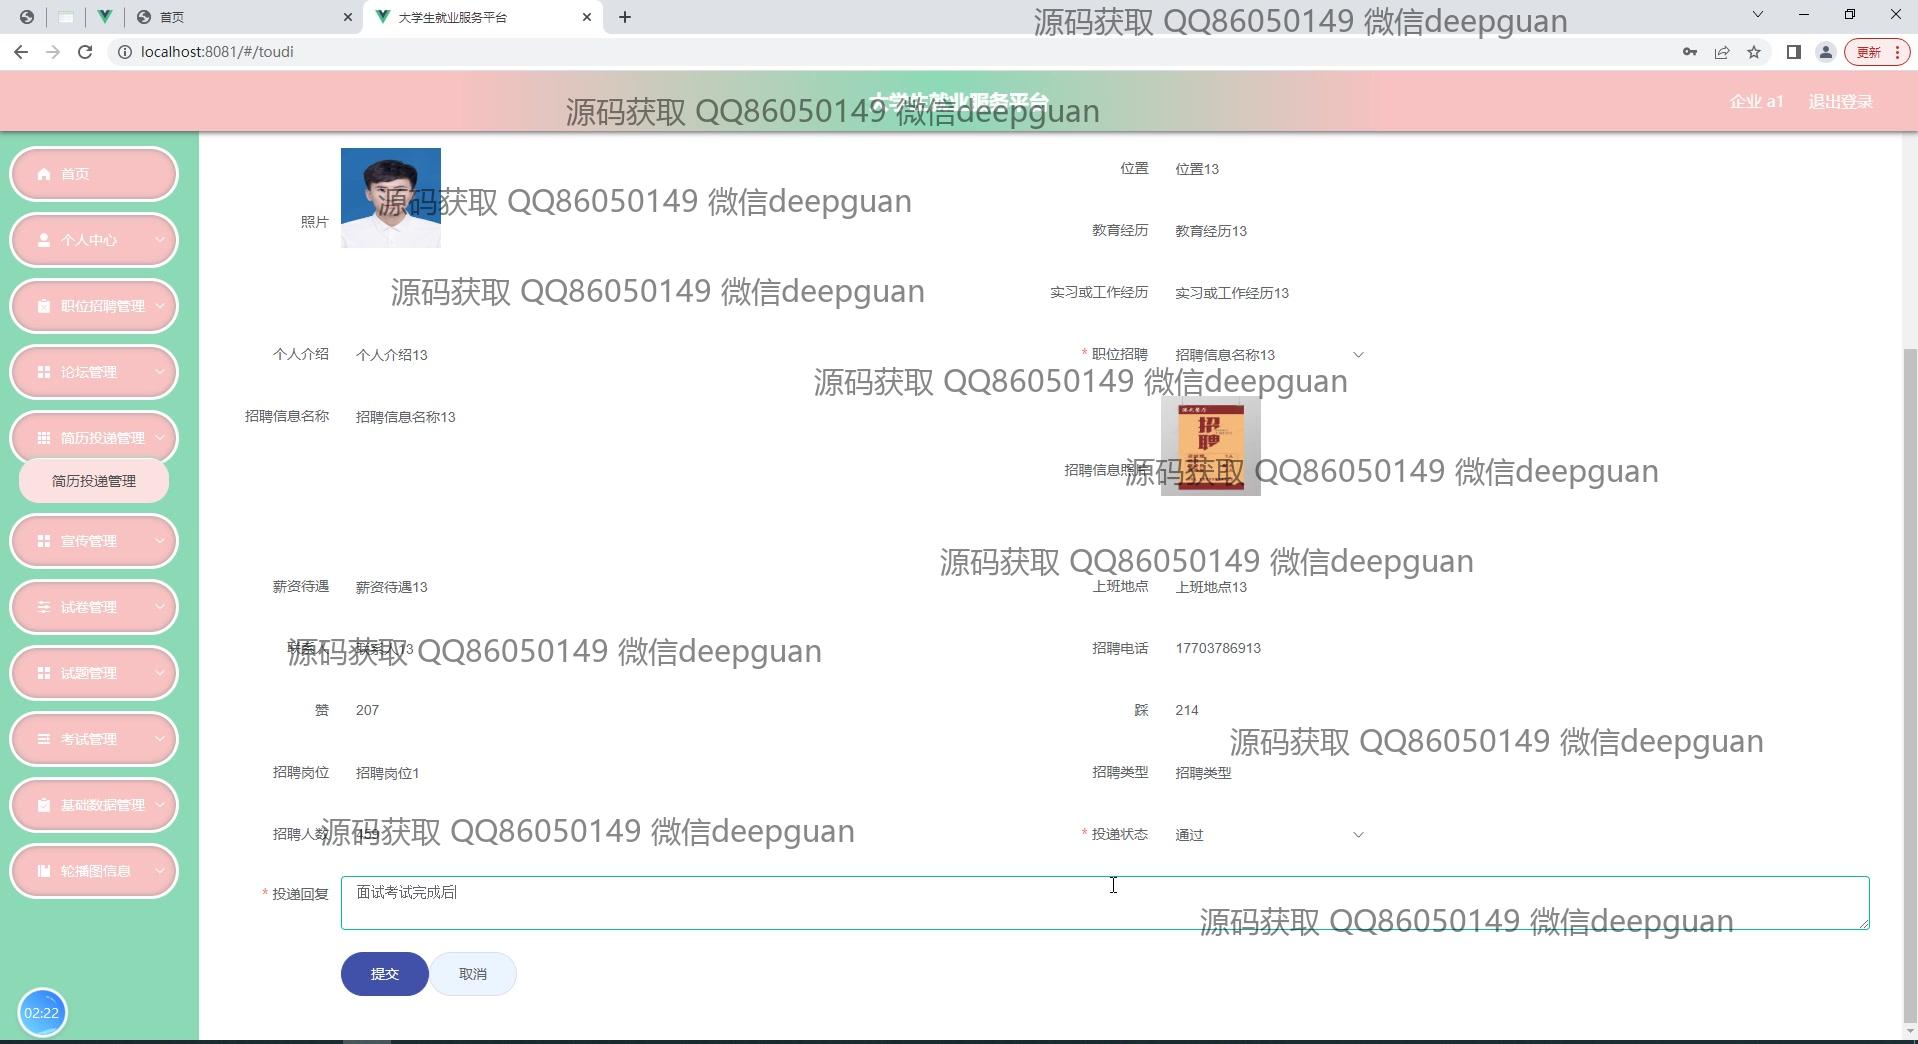 首页
大学生就业服务平台
源码获取 QQ86050149 微信deepguan
localhost:8081/#/toudi
更新
大学生就业服务平台
源码获取 QQ86050149 微信deepguan
企业 a1
退出登录
首页
个人中心
职位招聘管理
论坛管理
简历投递管理
简历投递管理
宣传管理
试卷管理
试题管理
考试管理
基础数据管理
轮播图信息
02:22
照片
位置 位置13
源码获取 QQ86050149 微信deepguan
教育经历 教育经历13
源码获取 QQ86050149 微信deepguan
实习或工作经历 实习或工作经历13
个人介绍 个人介绍13
* 职位招聘 招聘信息名称13
源码获取 QQ86050149 微信deepguan
招聘信息名称 招聘信息名称13
招聘
招聘信息照片
源码获取 QQ86050149 微信deepguan
源码获取 QQ86050149 微信deepguan
薪资待遇 薪资待遇13
上班地点 上班地点13
联系人 联系人13
源码获取 QQ86050149 微信deepguan
招聘电话 17703786913
赞 207
踩 214
源码获取 QQ86050149 微信deepguan
招聘岗位 招聘岗位1
招聘类型 招聘类型
招聘人数 459
源码获取 QQ86050149 微信deepguan
* 投递状态 通过
* 投递回复 面试考试完成后
源码获取 QQ86050149 微信deepguan
提交 取消